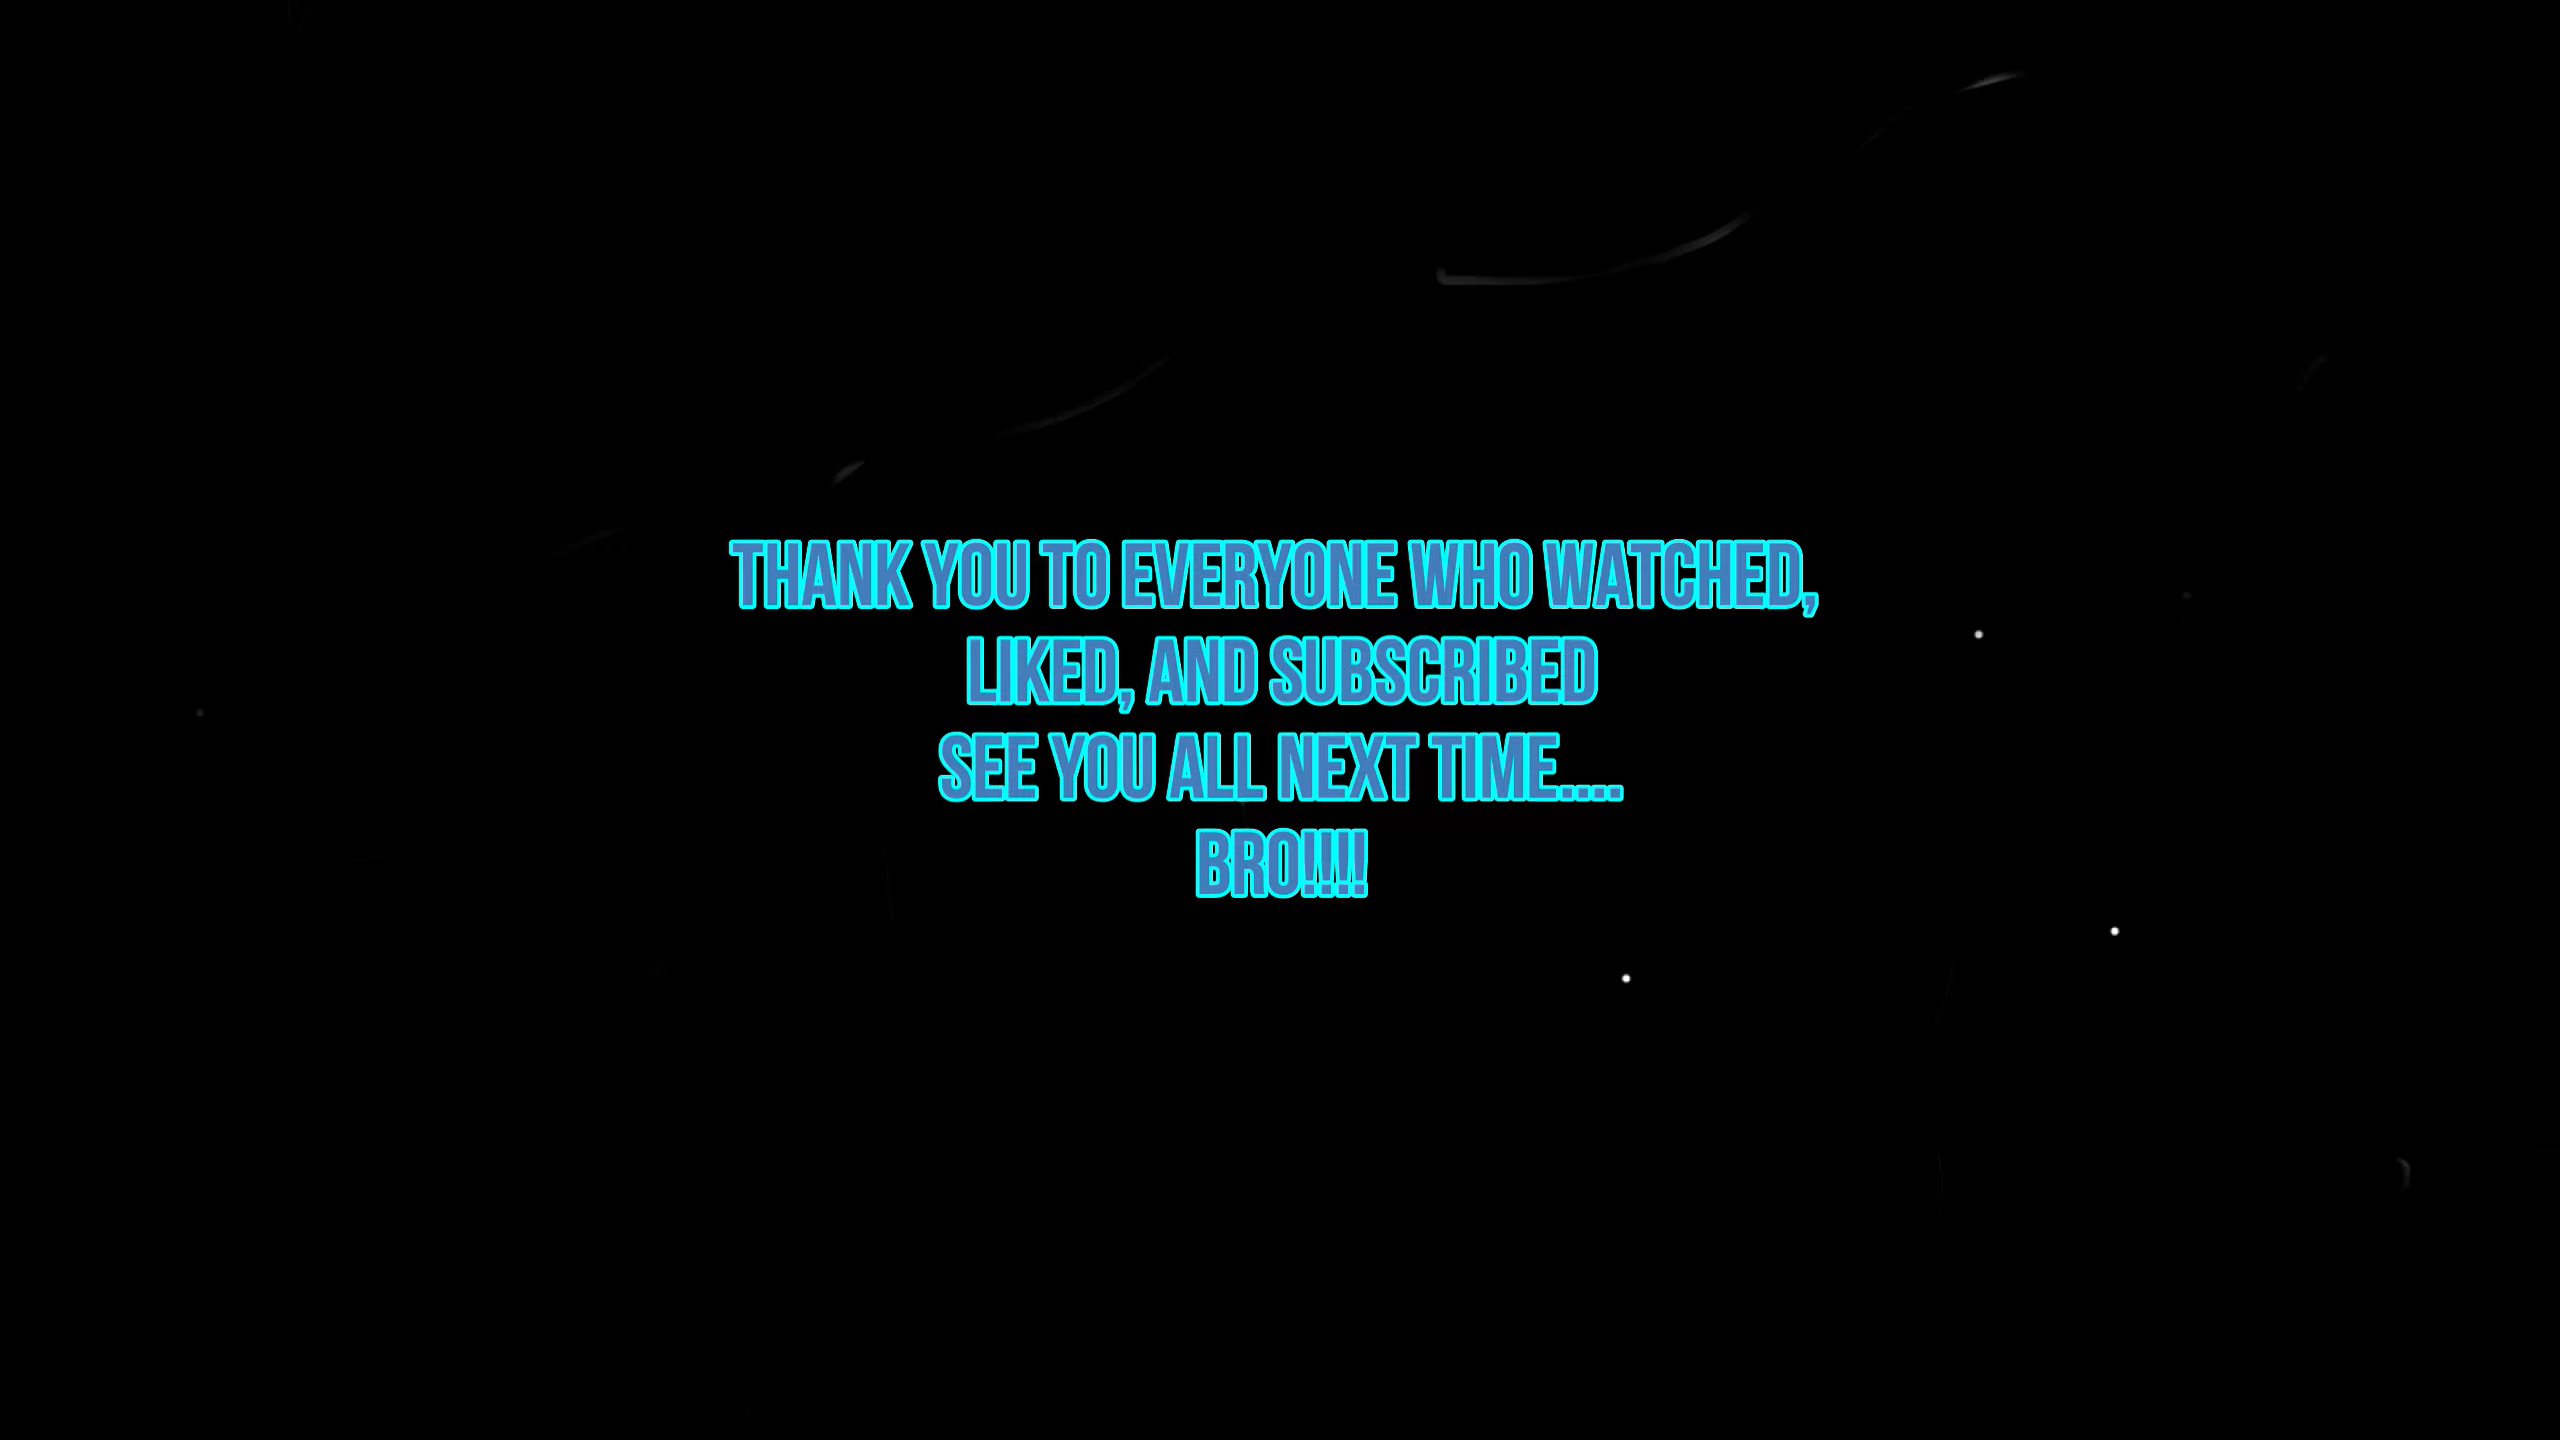 THANK YOU TO EVERYONE WHO WATCHED,
LIKED, AND SUBSCRIBED
SEE YOU ALL NEXT TIME....
BRO!!!!